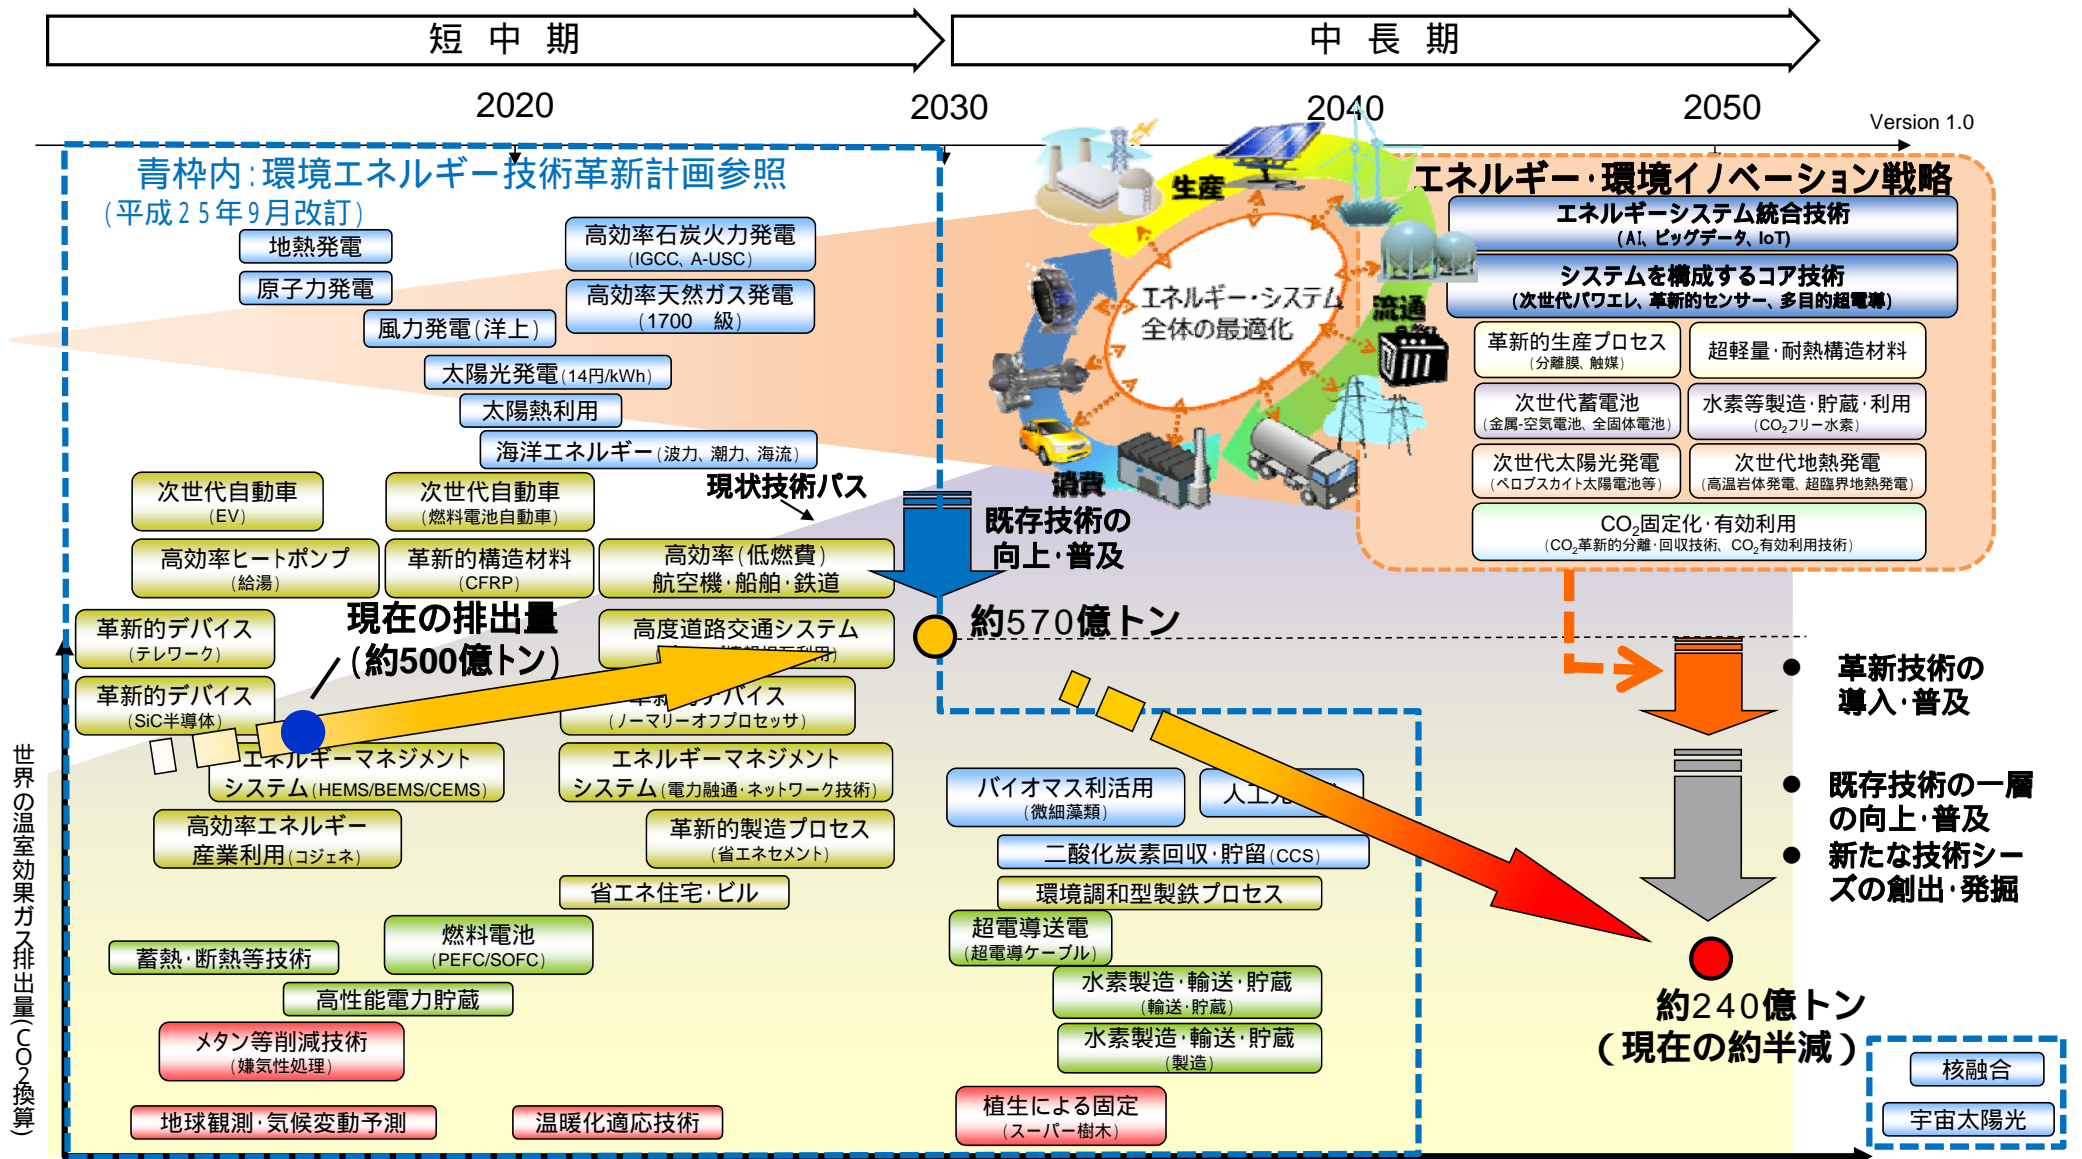 短中期
中長期
2020
2030
2040
2050
Version 1.0
青枠内:環境エネルギー技術革新計画参照
(平成25年9月改訂)
地熱発電
原子力発電
風力発電(洋上)
太陽光発電(14円/kWh)
太陽熱利用
海洋エネルギー(波力、潮力、海流)
高効率石炭火力発電
(IGCC、A-USC)
高効率天然ガス発電
(1700 級)
生産
流通
消費
エネルギー・システム
全体の最適化
エネルギー・環境イノベーション戦略
エネルギーシステム統合技術
(AI、ビッグデータ、IoT)
システムを構成するコア技術
(次世代パワエレ、革新的センサー、多目的超電導)
革新的生産プロセス
(分離膜、触媒)
超軽量・耐熱構造材料
次世代蓄電池
(金属-空気電池、全固体電池)
水素等製造・貯蔵・利用
(CO2フリー水素)
次世代太陽光発電
(ペロブスカイト太陽電池等)
次世代地熱発電
(高温岩体発電、超臨界地熱発電)
CO2固定化・有効利用
(CO2革新的分離・回収技術、CO2有効利用技術)
次世代自動車
(EV)
次世代自動車
(燃料電池自動車)
現状技術パス
高効率ヒートポンプ
(給湯)
革新的構造材料
(CFRP)
高効率(低燃費)
航空機・船舶・鉄道
既存技術の
向上・普及
革新的デバイス
(テレワーク)
現在の排出量
(約500億トン)
高度道路交通システム
約570億トン
革新的デバイス
(SiC半導体)
(ノーマリーオフプロセッサ)
エネルギーマネジメント
システム(HEMS/BEMS/CEMS)
エネルギーマネジメント
システム(電力融通・ネットワーク技術)
高効率エネルギー
産業利用(コジェネ)
革新的製造プロセス
(省エネセメント)
省エネ住宅・ビル
燃料電池
(PEFC/SOFC)
蓄熱・断熱等技術
高性能電力貯蔵
メタン等削減技術
(嫌気性処理)
地球観測・気候変動予測
温暖化適応技術
バイオマス利活用
(微細藻類)
二酸化炭素回収・貯留(CCS)
環境調和型製鉄プロセス
超電導送電
(超電導ケーブル)
水素製造・輸送・貯蔵
(輸送・貯蔵)
水素製造・輸送・貯蔵
(製造)
植生による固定
(スーパー樹木)
● 革新技術の
導入・普及
● 既存技術の一層
の向上・普及
● 新たな技術シー
ズの創出・発掘
約240億トン
(現在の約半減)
核融合
宇宙太陽光
世界の温室効果ガス排出量(CO2換算)